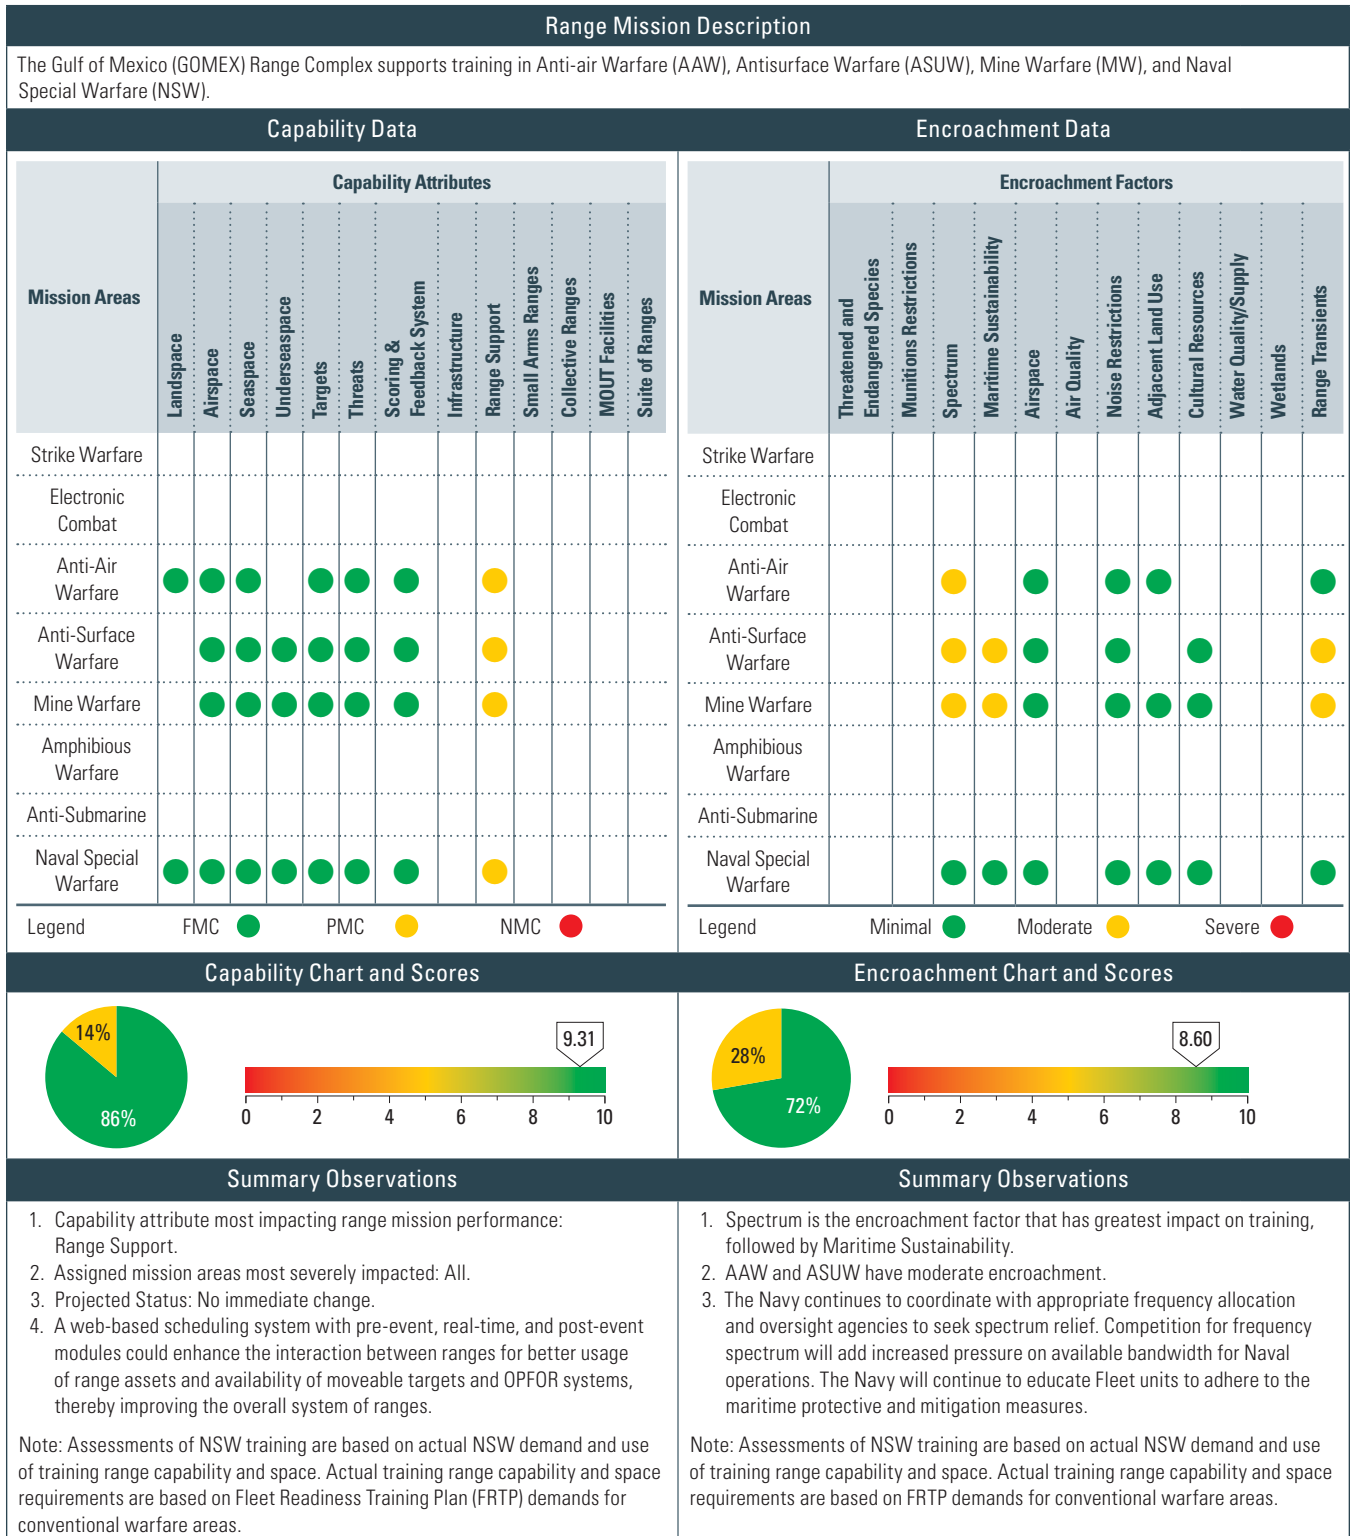 Range Mission Description
The Gulf of Mexico (GOMEX) Range Complex supports training in Anti-air Warfare (AAW), Antisurface Warfare (ASUW), Mine Warfare (MW), and Naval
Special Warfare (NSW).
Capability Data
Capability Attributes
Mission Areas
Landspace
Airspace
Seaspace
Underseaspace
Targets
Threats
Scoring &
Feedback System
Infrastructure
Range Support
Small Arms Ranges
Collective Ranges
MOUT Facilities
Suite of Ranges
Strike Warfare
Electronic
Combat
Anti-Air
Warfare
Anti-Surface
Warfare
Mine Warfare
Amphibious
Warfare
Anti-Submarine
Naval Special
Warfare
Legend FMC PMC NMC
Encroachment Data
Encroachment Factors
Mission Areas
Threatened and
Endangered Species
Munitions Restrictions
Spectrum
Maritime Sustainability
Airspace
Air Quality
Noise Restrictions
Adjacent Land Use
Cultural Resources
Water Quality/Supply
Wetlands
Range Transients
Strike Warfare
Electronic
Combat
Anti-Air
Warfare
Anti-Surface
Warfare
Mine Warfare
Amphibious
Warfare
Anti-Submarine
Naval Special
Warfare
Legend Minimal Moderate Severe
Capability Chart and Scores
14%
86%
9.31
0 2 4 6 8 10
Encroachment Chart and Scores
28%
72%
8.60
0 2 4 6 8 10
Summary Observations
1. Capability attribute most impacting range mission performance:
Range Support.
2. Assigned mission areas most severely impacted: All.
3. Projected Status: No immediate change.
4. A web-based scheduling system with pre-event, real-time, and post-event
modules could enhance the interaction between ranges for better usage
of range assets and availability of moveable targets and OPFOR systems,
thereby improving the overall system of ranges.
Note: Assessments of NSW training are based on actual NSW demand and use
of training range capability and space. Actual training range capability and space
requirements are based on Fleet Readiness Training Plan (FRTP) demands for
conventional warfare areas.
Summary Observations
1. Spectrum is the encroachment factor that has greatest impact on training,
followed by Maritime Sustainability.
2. AAW and ASUW have moderate encroachment.
3. The Navy continues to coordinate with appropriate frequency allocation
and oversight agencies to seek spectrum relief. Competition for frequency
spectrum will add increased pressure on available bandwidth for Naval
operations. The Navy will continue to educate Fleet units to adhere to the
maritime protective and mitigation measures.
Note: Assessments of NSW training are based on actual NSW demand and use
of training range capability and space. Actual training range capability and space
requirements are based on FRTP demands for conventional warfare areas.